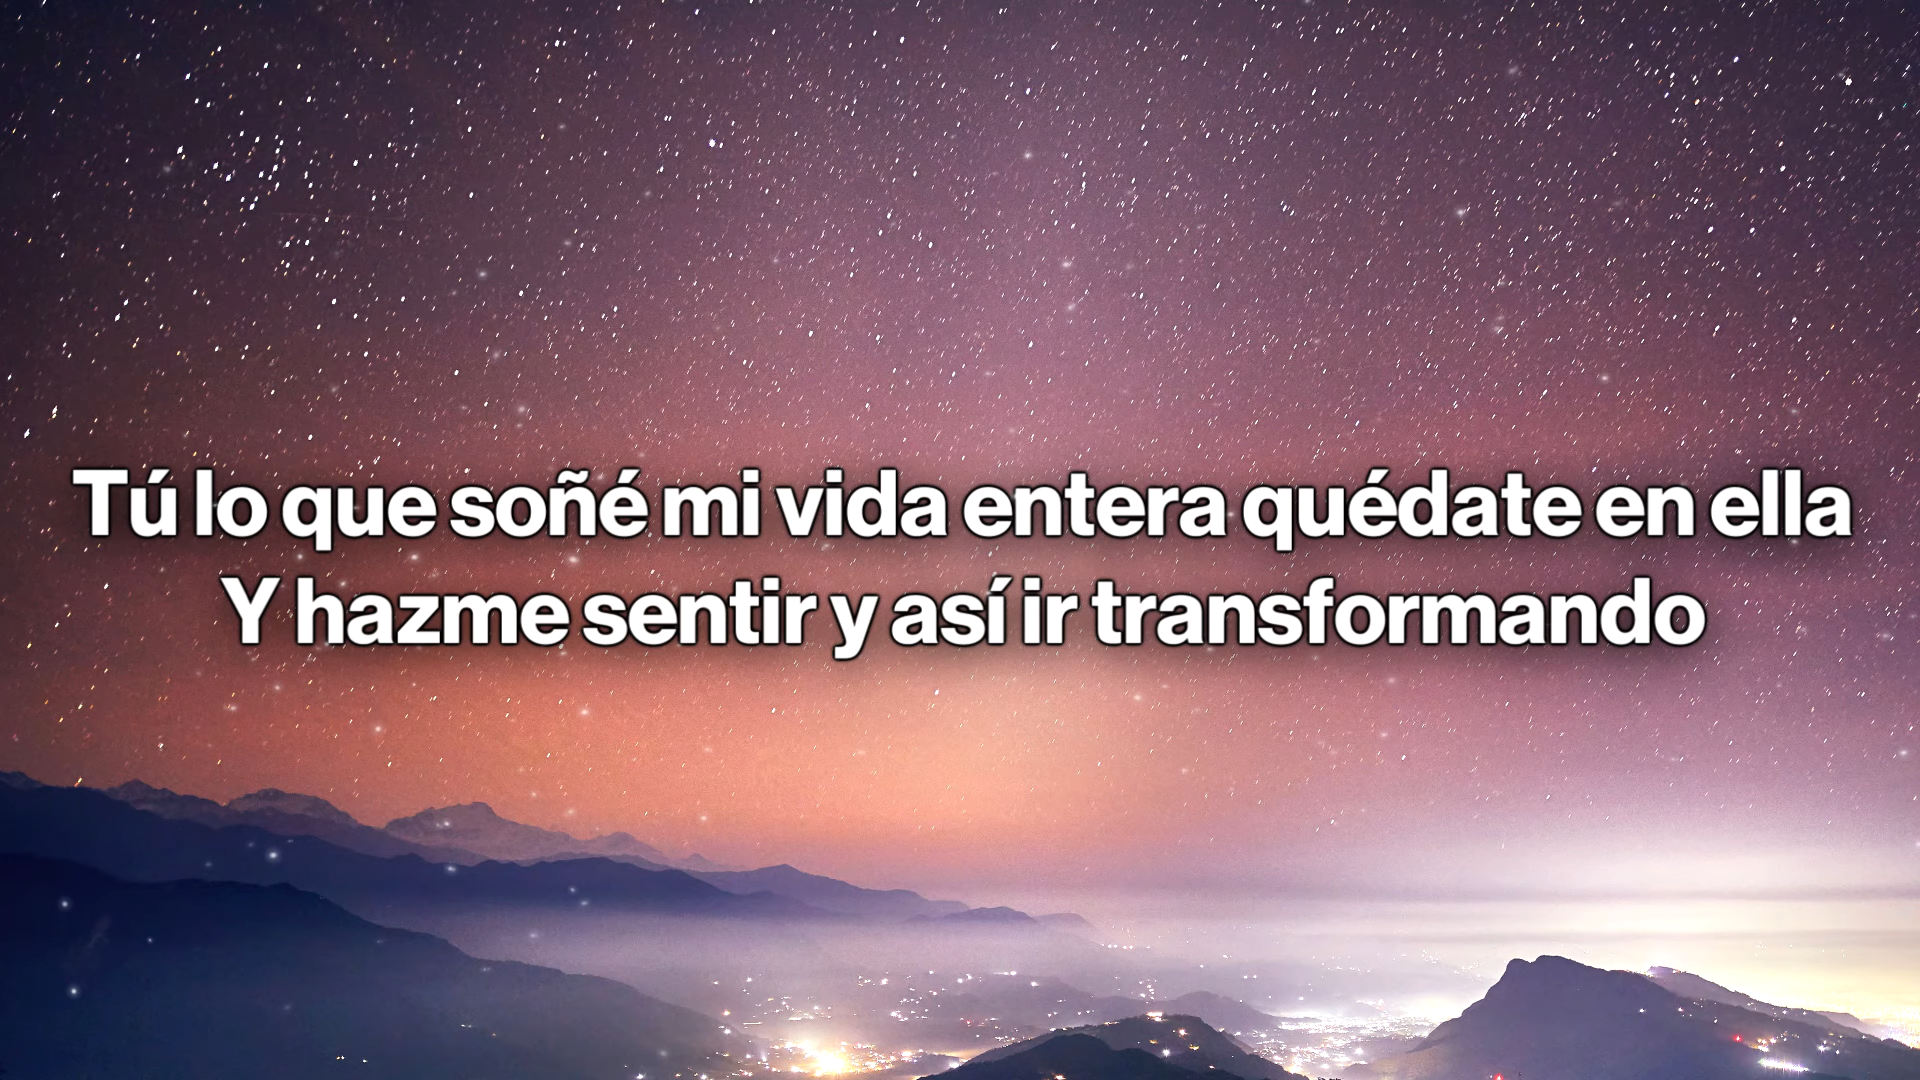 Tú lo que soñé mi vida entera quédate en ella
Y hazme sentir y así ir transformando